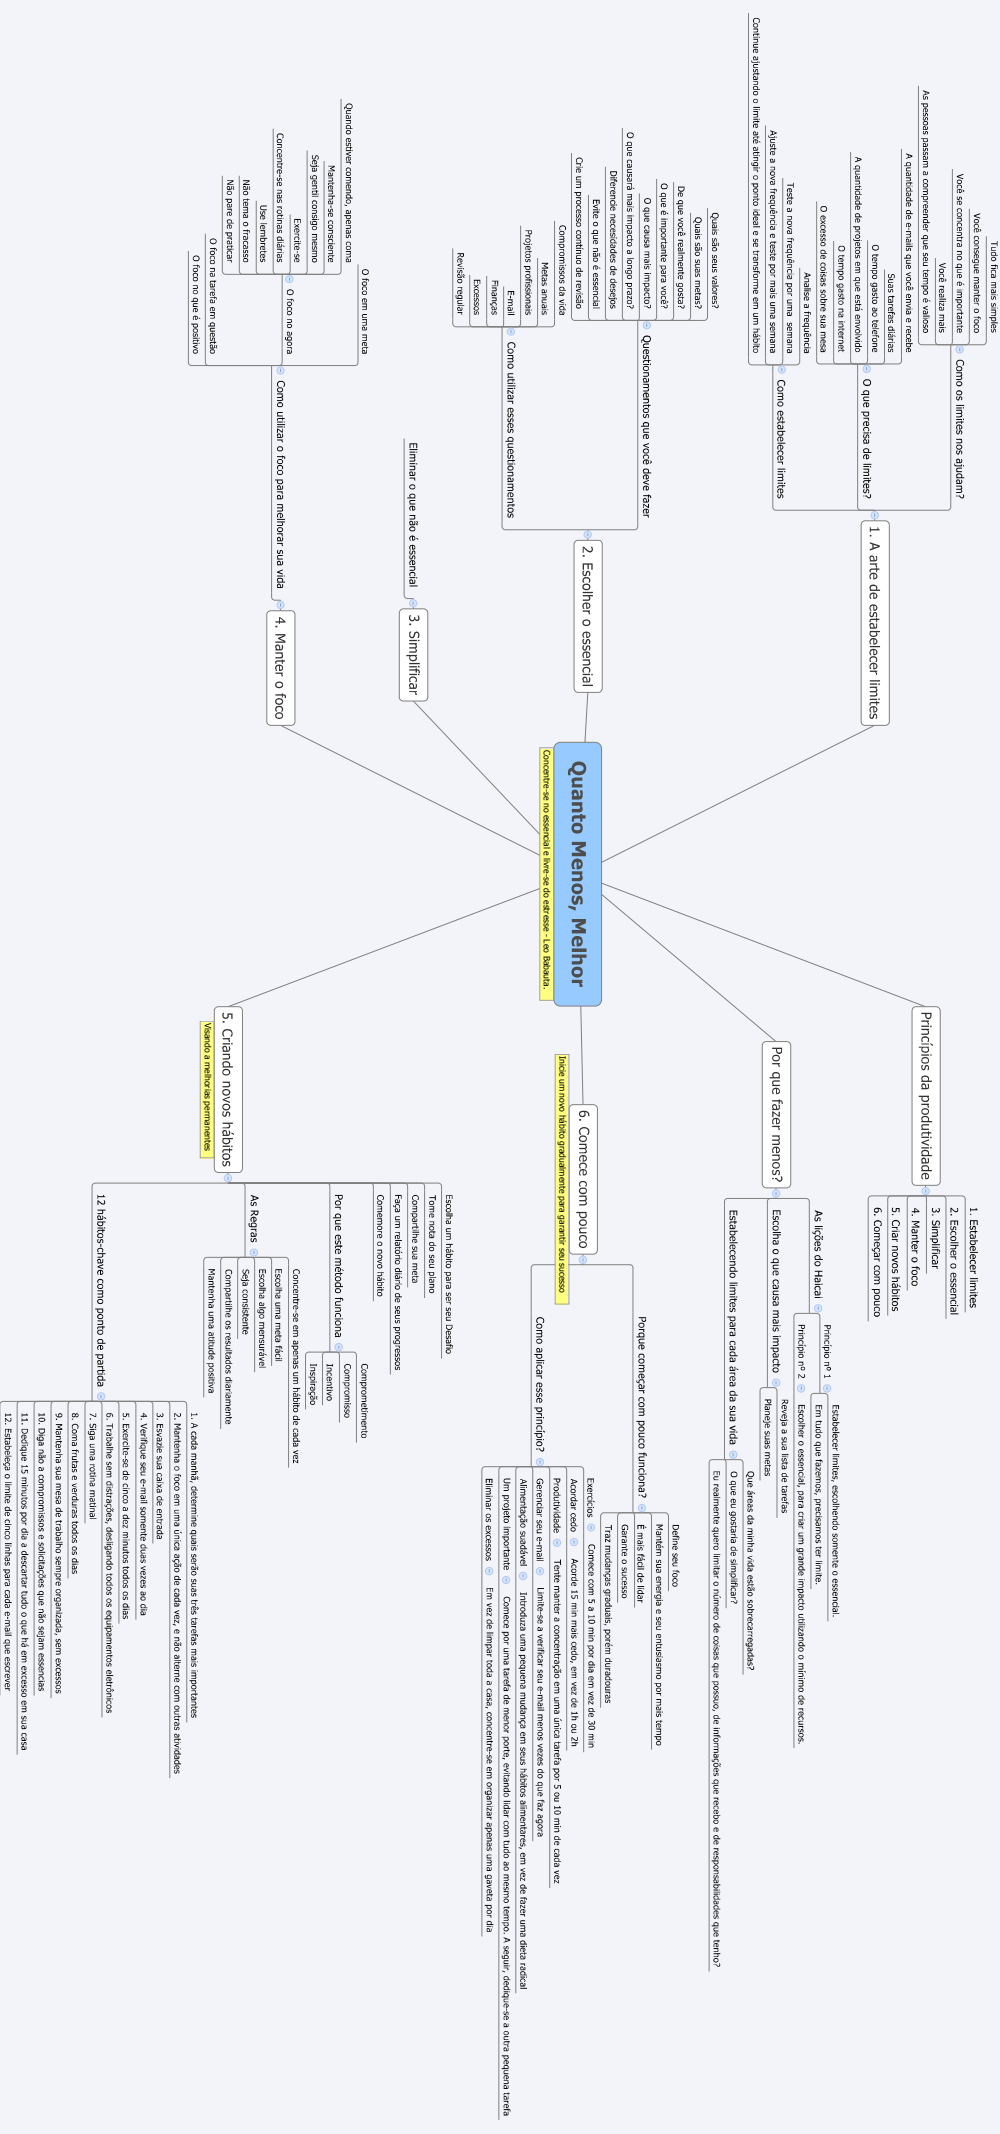 Quanto Menos, Melhor
Concentre-se no essencial e livre-se do estresse - Leo Babauta.
Princípios da produtividade
1. Estabelecer limites
2. Escolher o essencial
3. Simplificar
4. Manter o foco
5. Criar novos hábitos
6. Começar com pouco
Por que fazer menos?
As lições do Haicai
Princípio nº 1
Estabelecer limites, escolhendo somente o essencial.
Em tudo que fazemos, precisamos ter limite.
Princípio nº 2
Escolher o essencial, para criar um grande impacto utilizando o mínimo de recursos.
Escolha o que causa mais impacto
Reveja a sua lista de tarefas
Planeje suas metas
Estabelecendo limites para cada área da sua vida
Que áreas da minha vida estão sobrecarregadas?
O que eu gostaria de simplificar?
Eu realmente quero limitar o número de coisas que possuo, de informações que recebo e de responsabilidades que tenho?
6. Comece com pouco
Inicie um novo hábito gradualmente para garantir seu sucesso
Porque começar com pouco funciona?
Define seu foco
Mantém sua energia e seu entusiasmo por mais tempo
É mais fácil de lidar
Garante o sucesso
Traz mudanças graduais, porém duradouras
Como aplicar esse princípio?
Exercícios
Comece com 5 a 10 min por dia em vez de 30 min
Acordar cedo
Acorde 15 min mais cedo, em vez de 1h ou 2h
Produtividade
Tente manter a concentração em uma única tarefa por 5 ou 10 min de cada vez
Gerenciar seu e-mail
Limite-se a verificar seu e-mail menos vezes do que faz agora
Alimentação suadável
Introduza uma pequena mudança em seus hábitos alimentares, em vez de fazer uma dieta radical
Um projeto importante
Comece por uma tarefa de menor porte, evitando lidar com tudo ao mesmo tempo. A seguir, dedique-se a outra pequena tarefa
Eliminar os excessos
Em vez de limpar toda a casa, concentre-se em organizar apenas uma gaveta por dia
5. Criando novos hábitos
Visando a melhorias permanentes
Escolha um hábito para ser seu Desafio
Tome nota do seu plano
Compartilhe sua meta
Faça um relatório diário de seus progressos
Comemore o novo hábito
Por que este método funciona
Comprometimento
Compromisso
Incentivo
Inspiração
As Regras
Concentre-se em apenas um hábito de cada vez
Escolha uma meta fácil
Escolha algo mensurável
Seja consistente
Compartilhe os resultados diariamente
Mantenha uma atitude positiva
12 hábitos-chave como ponto de partida
1. A cada manhã, determine quais serão suas três tarefas mais importantes
2. Mantenha o foco em uma única ação de cada vez, e não alterne com outras atividades
3. Esvazie sua caixa de entrada
4. Verifique seu e-mail somente duas vezes ao dia
5. Exercite-se de cinco a dez minutos todos os dias
6. Trabalhe sem distrações, desligando todos os equipamentos eletrônicos
7. Siga uma rotina matinal
8. Coma frutas e verduras todos os dias
9. Mantenha sua mesa de trabalho sempre organizada, sem excessos
10. Diga não a compromissos e solicitações que não sejam essencias
11. Dedique 15 minutos por dia a descartar tudo o que há em excesso em sua casa
12. Estabeleça o limite de cinco linhas para cada e-mail que escrever
1. A arte de estabelecer limites
Como os limites nos ajudam?
Tudo fica mais simples
Você consegue manter o foco
Você se concentra no que é importante
Você realiza mais
As pessoas passam a compreender que seu tempo é valioso
O que precisa de limites?
A quantidade de e-mails que você envia e recebe
Suas tarefas diárias
O tempo gasto ao telefone
A quantidade de projetos em que está envolvido
O tempo gasto na internet
O excesso de coisas sobre sua mesa
Como estabelecer limites
Analise a frequência
Teste a nova frequência por uma semana
Ajuste a nova frequência e teste por mais uma semana
Continue ajustando o limite até atingir o ponto ideal e se transforme em um hábito
2. Escolher o essencial
Questionamentos que você deve fazer
Quais são seus valores?
Quais são suas metas?
De que você realmente gosta?
O que é importante para você?
O que causa mais impacto?
O que causará mais impacto a longo prazo?
Diferencie necesidades de desejos
Evite o que não é essencial
Crie um processo contínuo de revisão
Como utilizar esses questionamentos
Compromissos da vida
Metas anuais
Projetos profissionais
E-mail
Finanças
Excessos
Revisão regular
3. Simplificar
Eliminar o que não é essencial
4. Manter o foco
Como utilizar o foco para melhorar sua vida
O foco em uma meta
O foco no agora
Quando estiver comendo, apenas coma
Mantenha-se consciente
Seja gentil consigo mesmo
Exercite-se
Concentre-se nas rotinas diárias
Use lembretes
Não tema o fracasso
Não pare de praticar
O foco na tarefa em questão
O foco no que é positivo